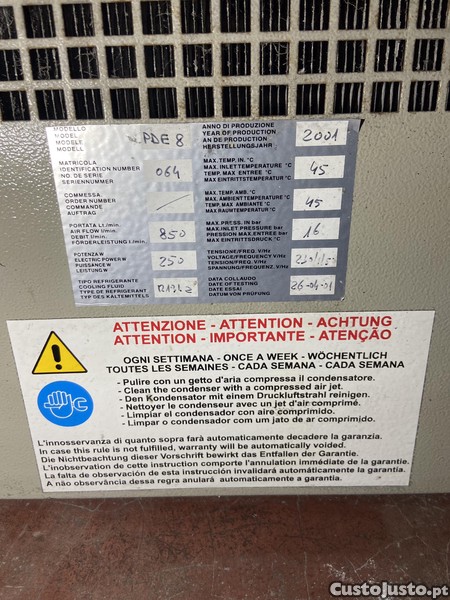 MODELLO
MODEL
MODELE
MODELL
PDE 8
MATRICOLA
IDENTIFICATION NUMBER
NO. DE SERIE
SERIENNUMMER
064
COMMESSA
ORDER NUMBER
COMMANDE
AUFTRAG
PORTATA Lt./min.
AIR FLOW l/min.
DEBIT l/min.
FÖRDERLEISTUNG l/min.
850
POTENZA W
ELECTRIC POWER W
PUISSANCE W
LEISTUNG W
250
TIPO REFRIGERANTE
COOLING FLUID
TYPE DE REFRIGERANT
TYP DES KALTEMITTELS
R134a
ANNO DI PRODUZIONE
YEAR OF PRODUCTION
AN DE PRODUCTION
HERSTELLUNGSJAHR
2001
MAX. TEMP. IN. °C
MAX. INLET TEMPERATURE °C
TEMP. MAX ENTREE °C
MAX EINTRITTSTEMPERATUR °C
45
MAX. TEMP. AMB. °C
MAX. AMBIENT TEMPERATURE °C
TEMP. MAX AMBIANTE °C
MAX.RAUMTEMPERATUR °C
45
MAX. PRESS. IN bar
MAX. INLET PRESSURE bar
PRESSION MAX. ENTREE bar
MAX EINTRITTDRUCK °C
16
TENSIONE/FREQ. V/Hz
VOLTAGE/FREQUENCY V/Hz
TENSION/FREQ. V/Hz
SPANNUNG/FREQUENZ. V/Hz
DATA COLLAUDO
DATE OF TESTING
DATE ESSAI
DATUM VON PRÜFUNG
26-04-01
ATTENZIONE - ATTENTION - ACHTUNG
ATTENTION - IMPORTANTE - ATENÇÃO
OGNI SETTIMANA - ONCE A WEEK - WÖCHENTLICH
TOUTES LES SEMAINES - CADA SEMANA - CADA SEMANA
- Pulire con un getto d'aria compressa il condensatore.
- Clean the condenser with a compressed air jet.
- Den Kondensator mit einem Druckluftstrahl reinigen.
- Nettoyer le condenseur avec un jet d'air comprimé.
- Limpiar el condensador con aire comprimido.
- Limpar o condensador com um jato de ar comprimido.
L'innosservanza di quanto sopra farà automaticamente decadere la garanzia.
In case this rule is not fulfilled, warranty will be automatically voided.
Die Nichtbeachtung dieser Vorschrift bewirkt das Entfallen der Garantie.
L'inobservation de cette instruction comporte l'annulation immédiate de la garantie.
La falta de observación de esta instrucción invalidará automáticamente la garantía.
A não observância dessa regra anulará automaticamente a garantia.
CustoJusto.pt